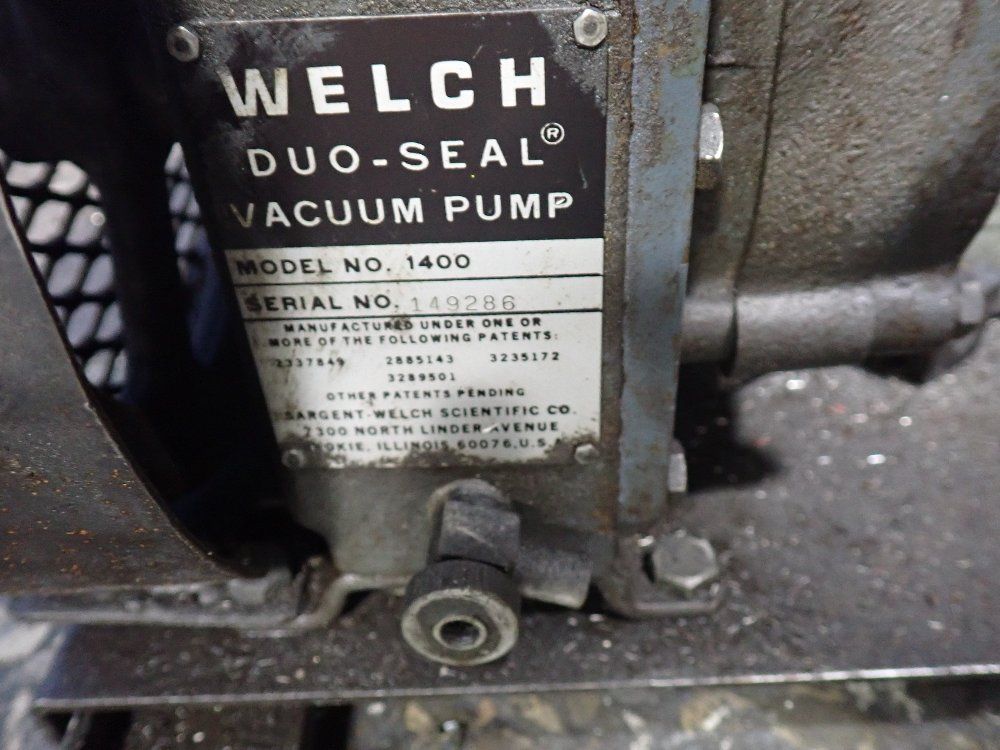 WELCH
DUO-SEAL®
VACUUM PUMP
MODEL NO. 1400
SERIAL NO. 149286
MANUFACTURED UNDER ONE OR
MORE OF THE FOLLOWING PATENTS:
2337849 2885143 3235172
3289501
OTHER PATENTS PENDING
SARGENT-WELCH SCIENTIFIC CO.
7300 NORTH LINDER AVENUE
OKIE, ILLINOIS 60076, U.S.A